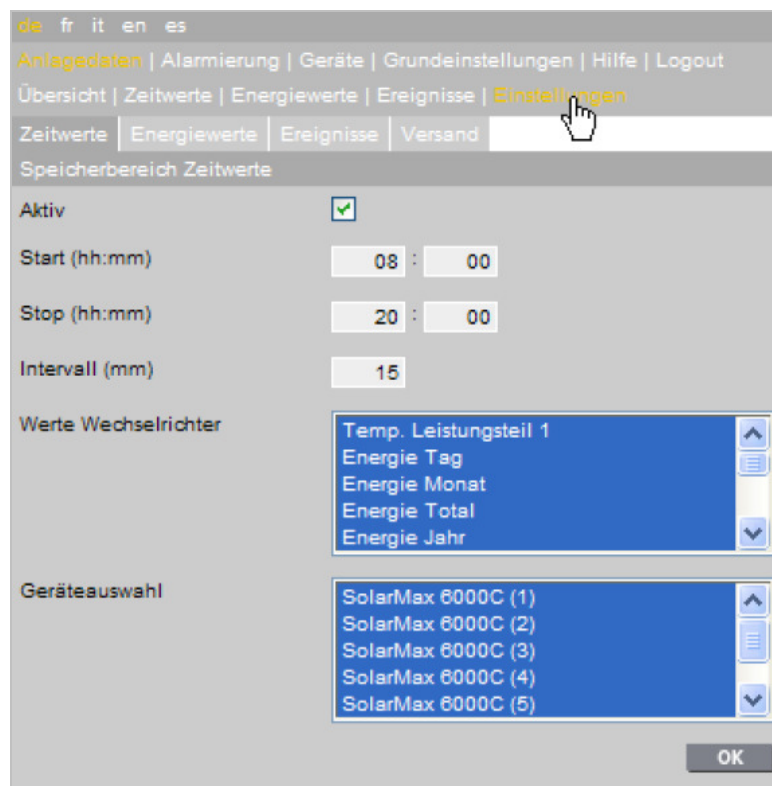 de fr it en es
Anlagedaten | Alarmierung | Geräte | Grundeinstellungen | Hilfe | Logout
Übersicht | Zeitwerte | Energiewerte | Ereignisse | Einstellungen
Zeitwerte Energiewerte Ereignisse Versand
Speicherbereich Zeitwerte
Aktiv
Start (hh:mm) 08 : 00
Stop (hh:mm) 20 : 00
Intervall (mm) 15
Werte Wechselrichter
Temp. Leistungsteil 1
Energie Tag
Energie Monat
Energie Total
Energie Jahr
Geräteauswahl
SolarMax 6000C (1)
SolarMax 6000C (2)
SolarMax 6000C (3)
SolarMax 6000C (4)
SolarMax 6000C (5)
OK